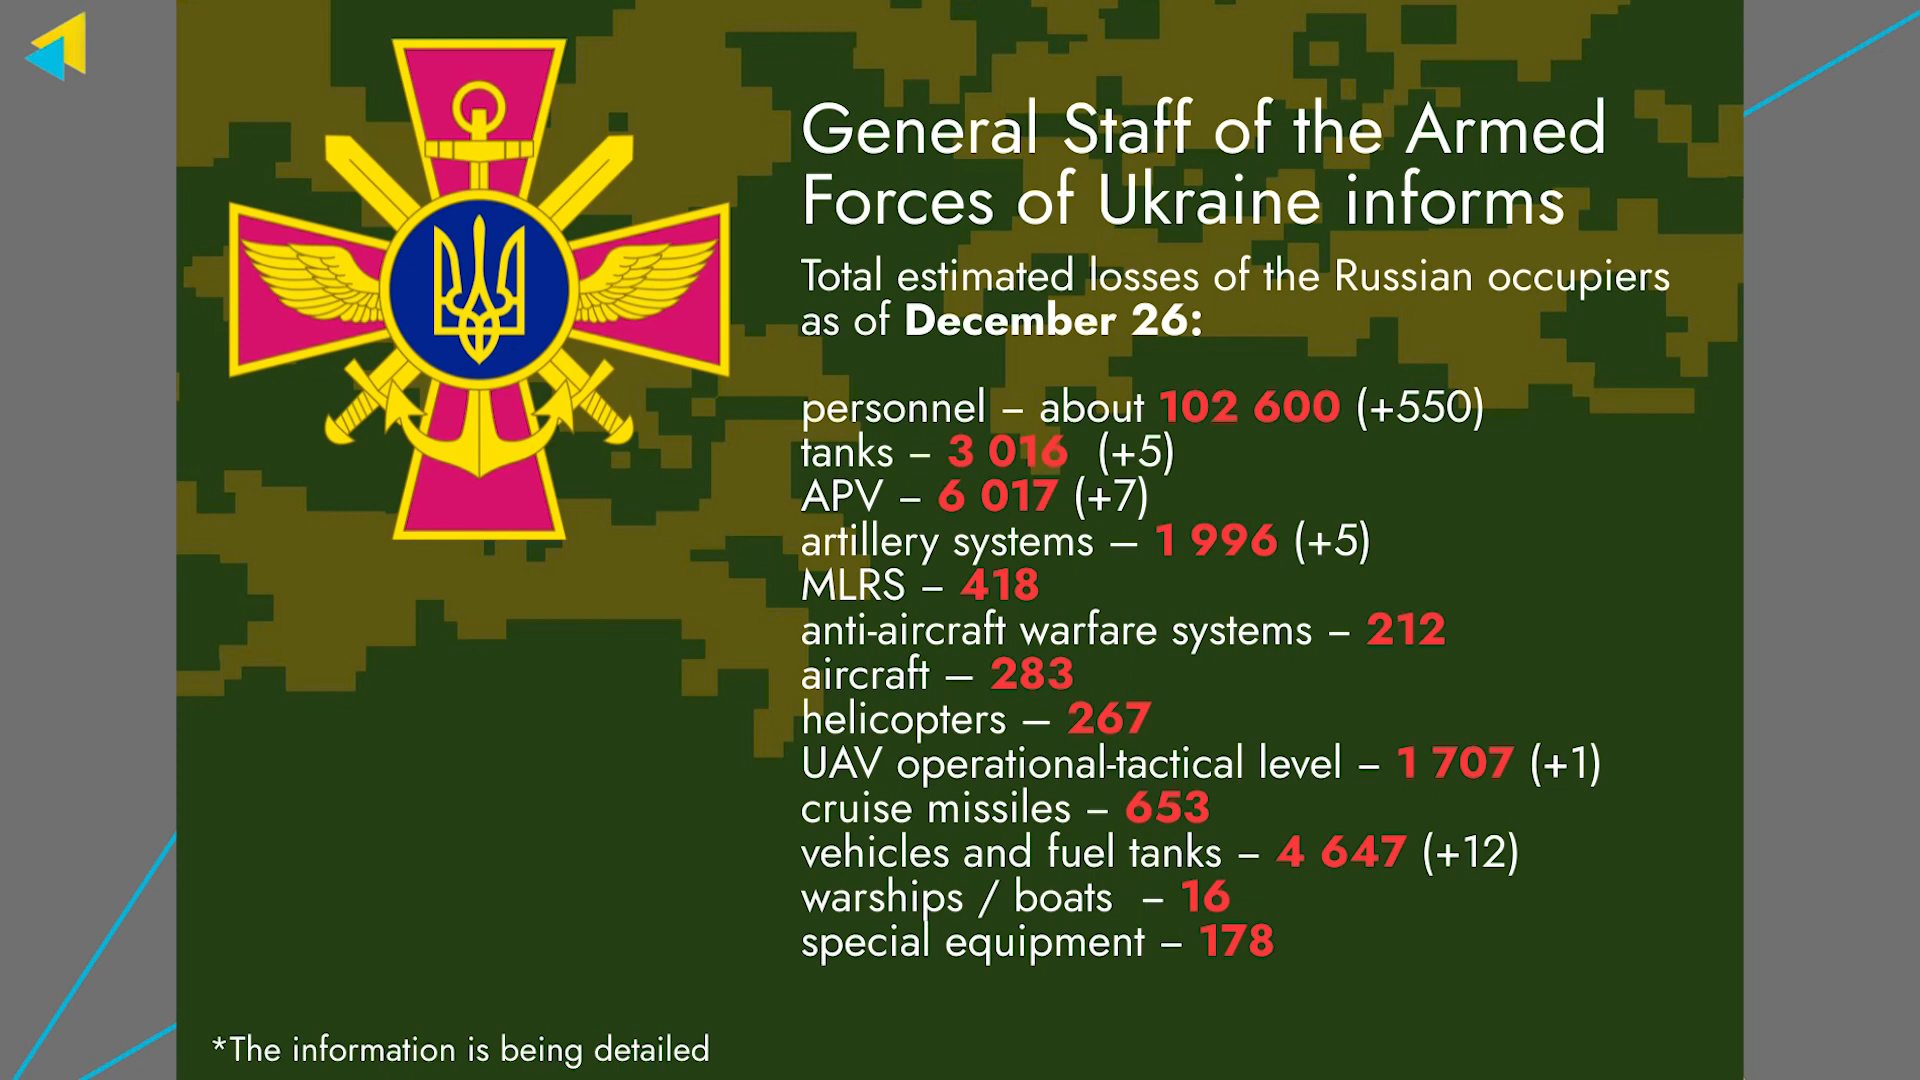 General Staff of the Armed
Forces of Ukraine informs
Total estimated losses of the Russian occupiers
as of December 26:
personnel – about 102 600 (+550)
tanks – 3 016 (+5)
APV – 6 017 (+7)
artillery systems — 1 996 (+5)
MLRS – 418
anti-aircraft warfare systems – 212
aircraft — 283
helicopters — 267
UAV operational-tactical level – 1 707 (+1)
cruise missiles – 653
vehicles and fuel tanks – 4 647 (+12)
warships / boats – 16
special equipment – 178
*The information is being detailed